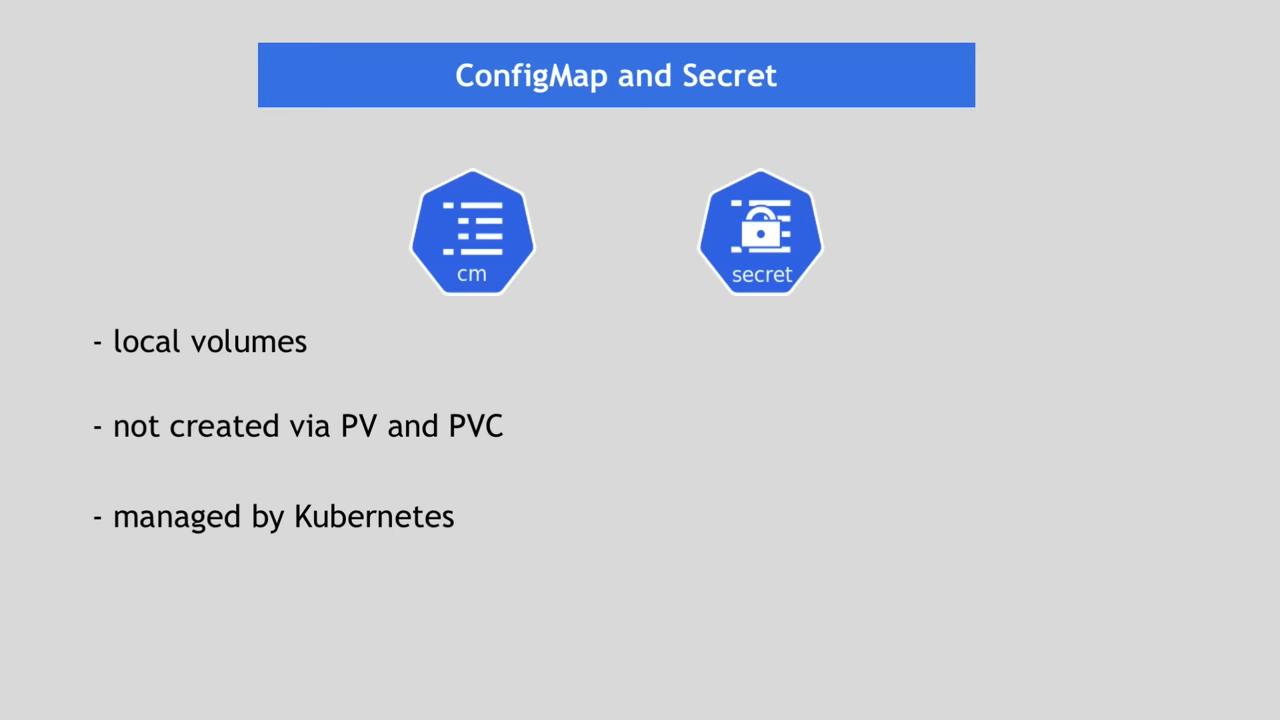 ConfigMap and Secret
cm
secret
- local volumes
- not created via PV and PVC
- managed by Kubernetes